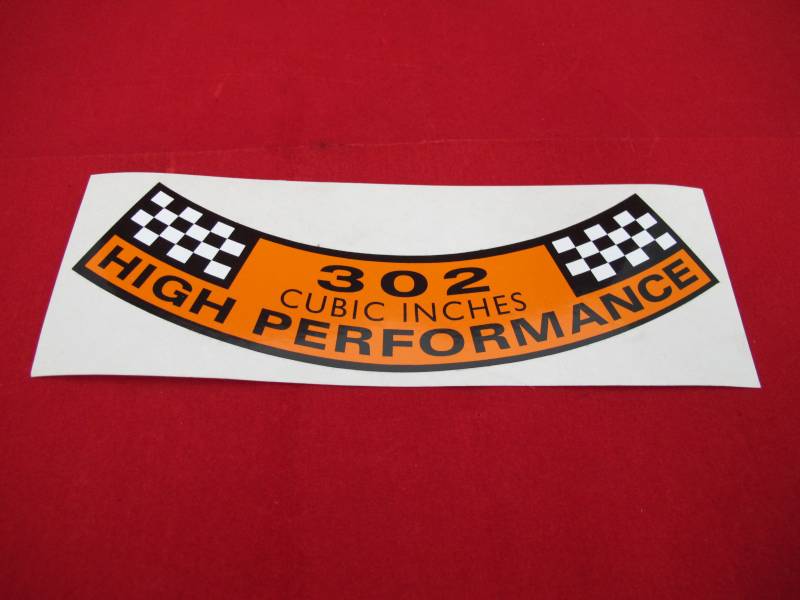 302
CUBIC INCHES
HIGH PERFORMANCE